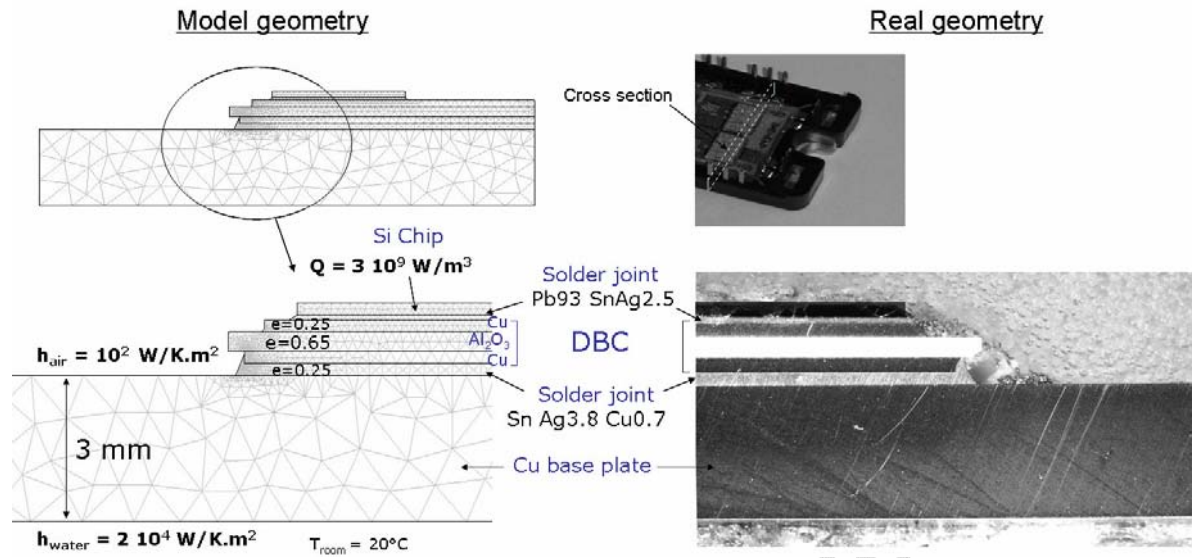 Model geometry
Real geometry
Cross section
Si Chip
Q = 3 10⁹ W/m³
Solder joint
Pb93 SnAg2.5
e=0.25
Cu
e=0.65
Al₂O₃
DBC
Cu
e=0.25
h_air = 10² W/K.m²
Solder joint
Sn Ag3.8 Cu0.7
3 mm
Cu base plate
h_water = 2 10⁴ W/K.m²
T_room = 20°C